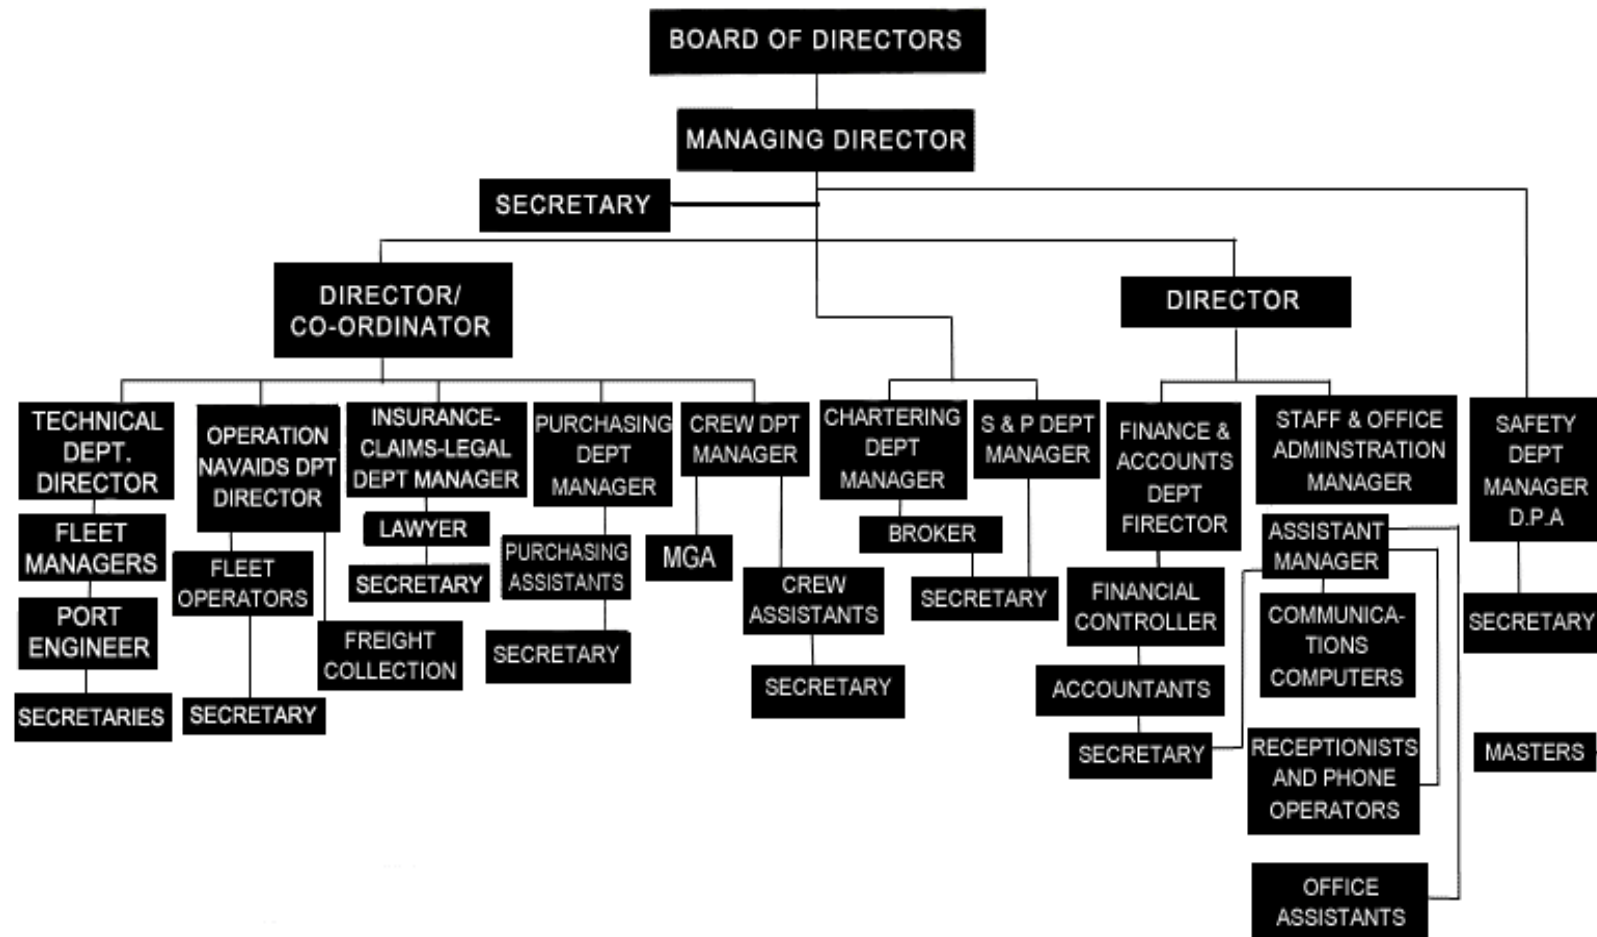 BOARD OF DIRECTORS
MANAGING DIRECTOR
SECRETARY
DIRECTOR/
CO-ORDINATOR
DIRECTOR
TECHNICAL
DEPT.
DIRECTOR
OPERATION
NAVAIDS DPT
DIRECTOR
INSURANCE-
CLAIMS-LEGAL
DEPT MANAGER
PURCHASING
DEPT
MANAGER
CREW DPT
MANAGER
CHARTERING
DEPT
MANAGER
S & P DEPT
MANAGER
FINANCE &
ACCOUNTS
DEPT
FIRECTOR
STAFF & OFFICE
ADMINSTRATION
MANAGER
SAFETY
DEPT
MANAGER
D.P.A
FLEET
MANAGERS
PORT
ENGINEER
SECRETARIES
FLEET
OPERATORS
FREIGHT
COLLECTION
SECRETARY
LAWYER
SECRETARY
PURCHASING
ASSISTANTS
SECRETARY
MGA
CREW
ASSISTANTS
SECRETARY
BROKER
SECRETARY
FINANCIAL
CONTROLLER
ACCOUNTANTS
SECRETARY
ASSISTANT
MANAGER
COMMUNICA-
TIONS
COMPUTERS
RECEPTIONISTS
AND PHONE
OPERATORS
OFFICE
ASSISTANTS
SECRETARY
MASTERS